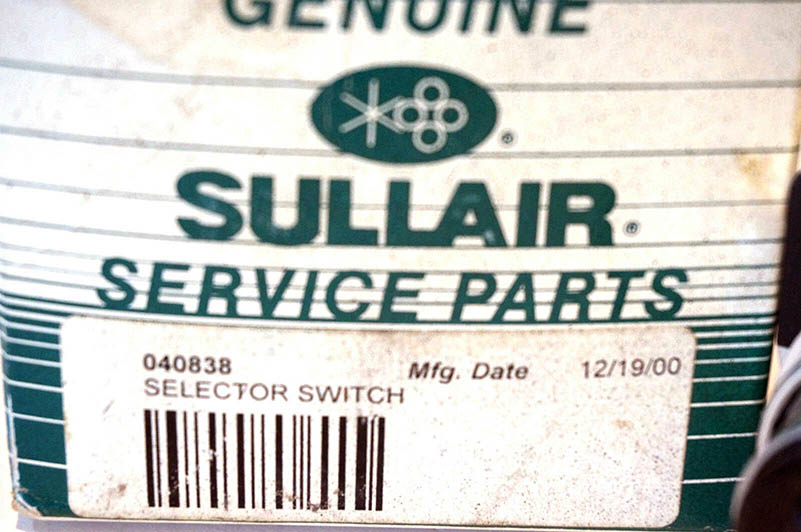 GENUINE
®
SULLAIR®
SERVICE PARTS
040838 Mfg. Date 12/19/00
SELECTOR SWITCH